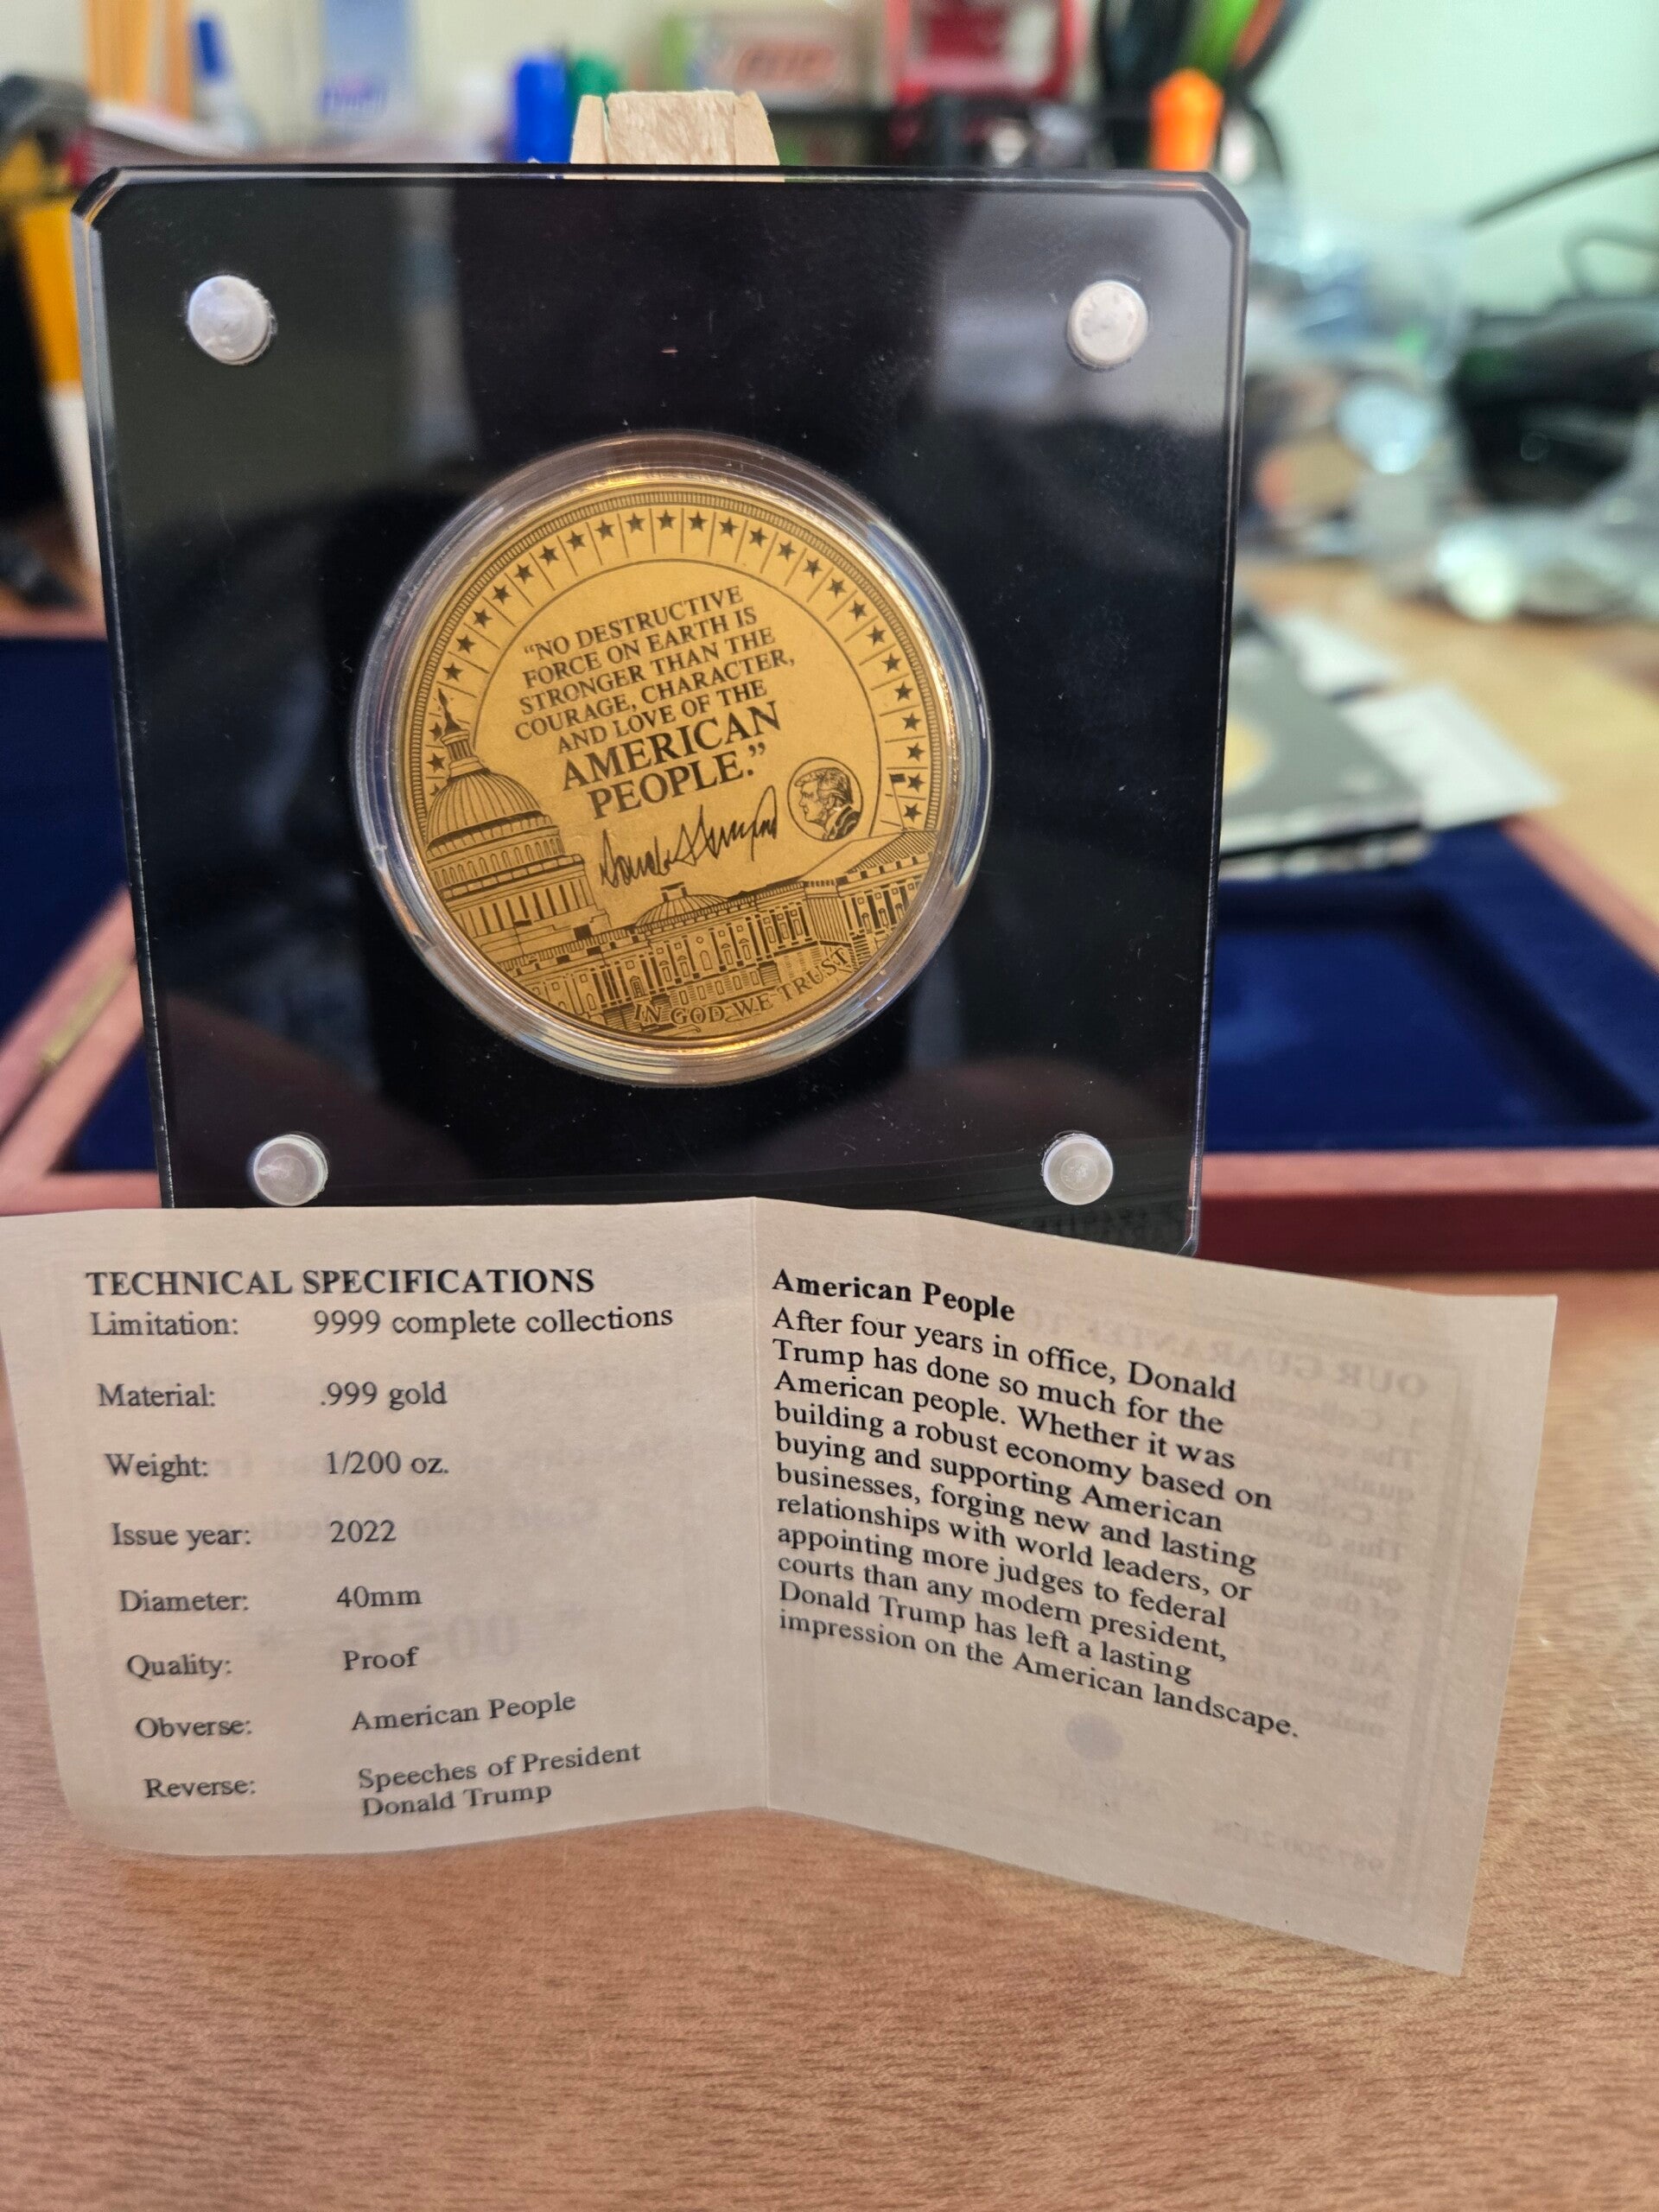 “NO DESTRUCTIVE
FORCE ON EARTH IS
STRONGER THAN THE
COURAGE, CHARACTER,
AND LOVE OF THE
AMERICAN
PEOPLE.”
Donald Trump
IN GOD WE TRUST
TECHNICAL SPECIFICATIONS
Limitation: 9999 complete collections
Material: .999 gold
Weight: 1/200 oz.
Issue year: 2022
Diameter: 40mm
Quality: Proof
Obverse: American People
Reverse: Speeches of President
Donald Trump
American People
After four years in office, Donald
Trump has done so much for the
American people. Whether it was
building a robust economy based on
buying and supporting American
businesses, forging new and lasting
relationships with world leaders, or
appointing more judges to federal
courts than any modern president,
Donald Trump has left a lasting
impression on the American landscape.